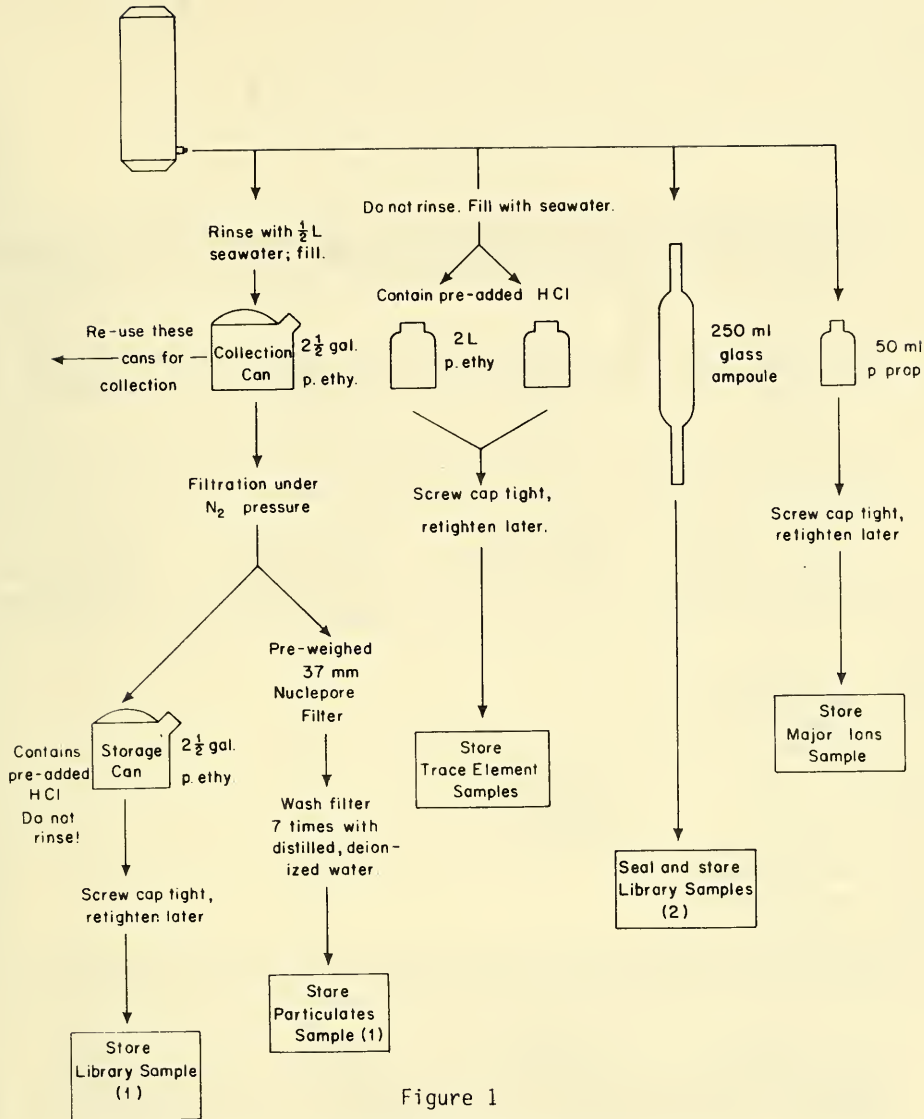 Rinse with ½ L
seawater; fill.
Re-use these
cans for
collection
Collection
Can
2½ gal.
p. ethy.
Filtration under
N₂ pressure
Contains
pre-added
HCl
Do not
rinse!
Storage
Can
2½ gal.
p. ethy.
Screw cap tight,
retighten later
Store
Library Sample
(1)
Pre-weighed
37 mm
Nuclepore
Filter
Wash filter
7 times with
distilled, deion-
ized water.
Store
Particulates
Sample (1)
Do not rinse. Fill with seawater.
Contain pre-added HCl
2L
p. ethy
Screw cap tight,
retighten later.
Store
Trace Element
Samples
250 ml
glass
ampoule
Seal and store
Library Samples
(2)
50 ml
p prop
Screw cap tight,
retighten later
Store
Major Ions
Sample
Figure 1